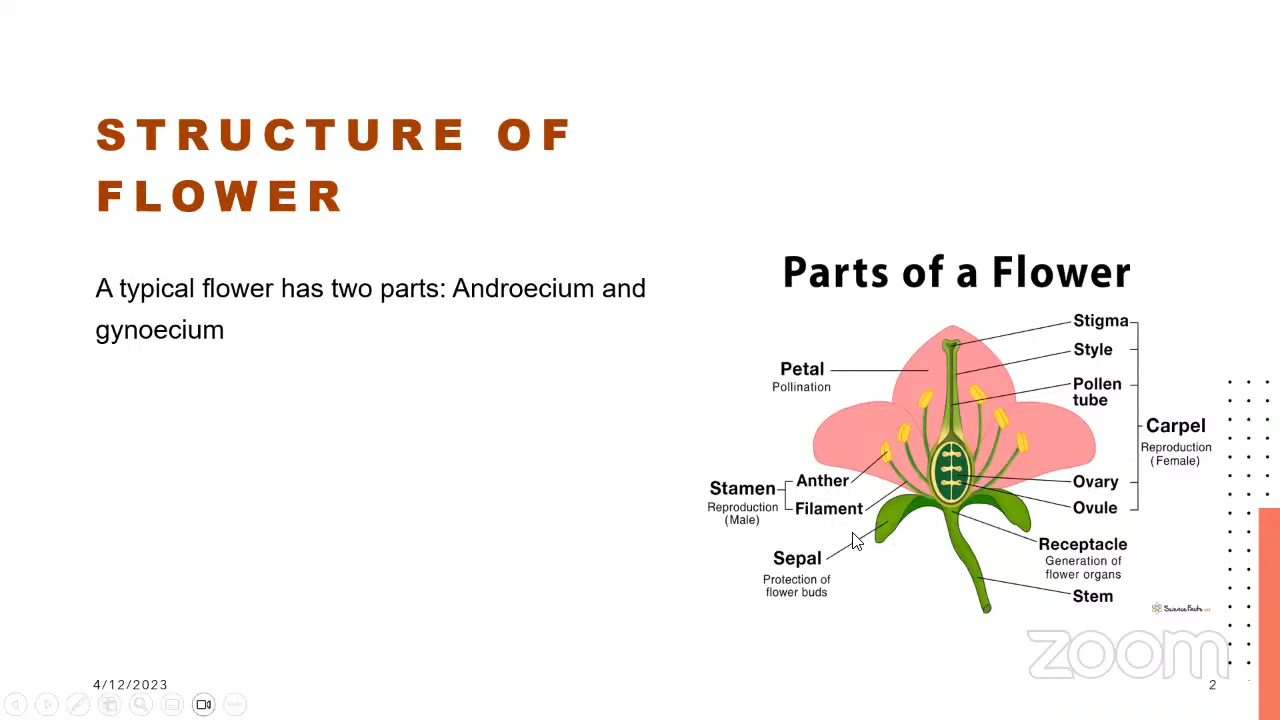 STRUCTURE OF
FLOWER
A typical flower has two parts: Androecium and
gynoecium
Parts of a Flower
Stigma
Style
Pollen
tube
Carpel
Reproduction
(Female)
Ovary
Ovule
Petal
Pollination
Stamen
Reproduction
(Male)
Anther
Filament
Sepal
Protection of
flower buds
Receptacle
Generation of
flower organs
Stem
ScienceFacts
zoom
4/12/2023
2